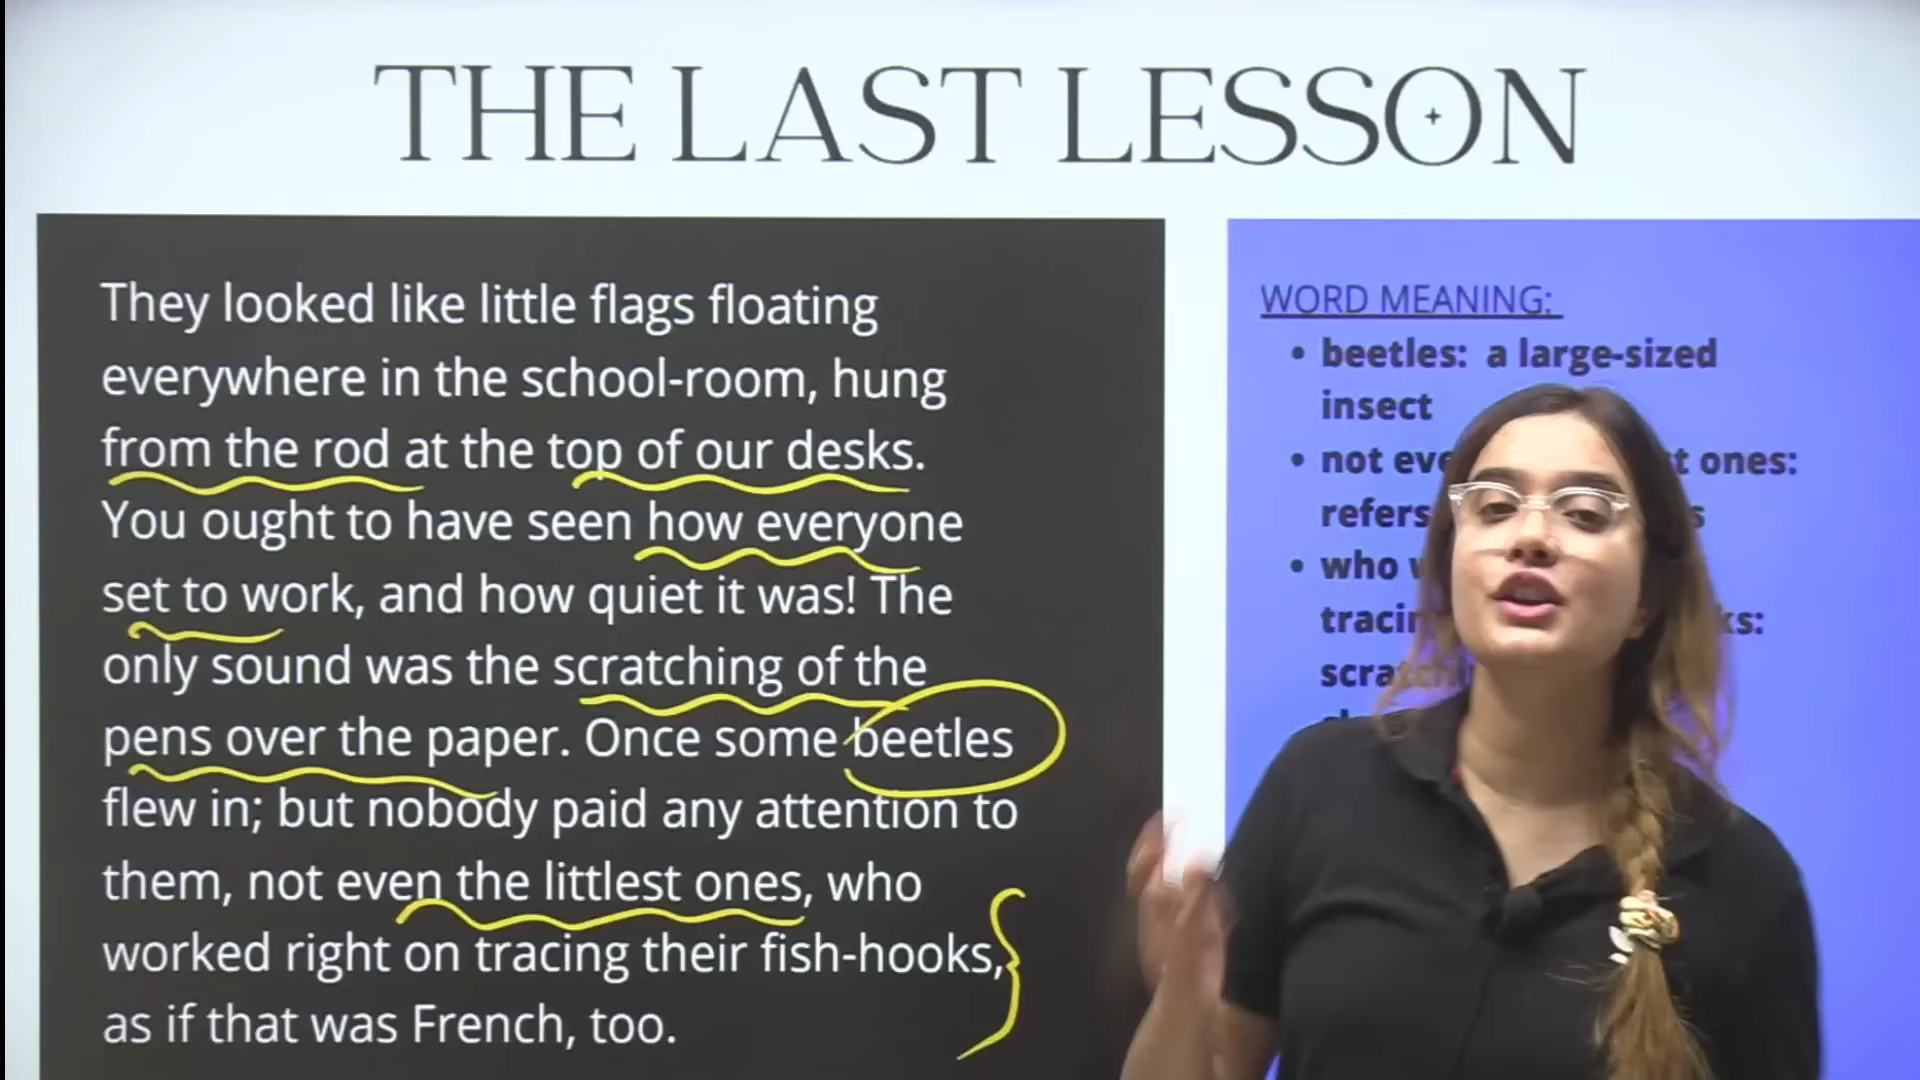 THE LAST LESSON
They looked like little flags floating
everywhere in the school-room, hung
from the rod at the top of our desks.
You ought to have seen how everyone
set to work, and how quiet it was! The
only sound was the scratching of the
pens over the paper. Once some beetles
flew in; but nobody paid any attention to
them, not even the littlest ones, who
worked right on tracing their fish-hooks,
as if that was French, too.
WORD MEANING:
• beetles: a large-sized
insect
• not ones:
refers
• who